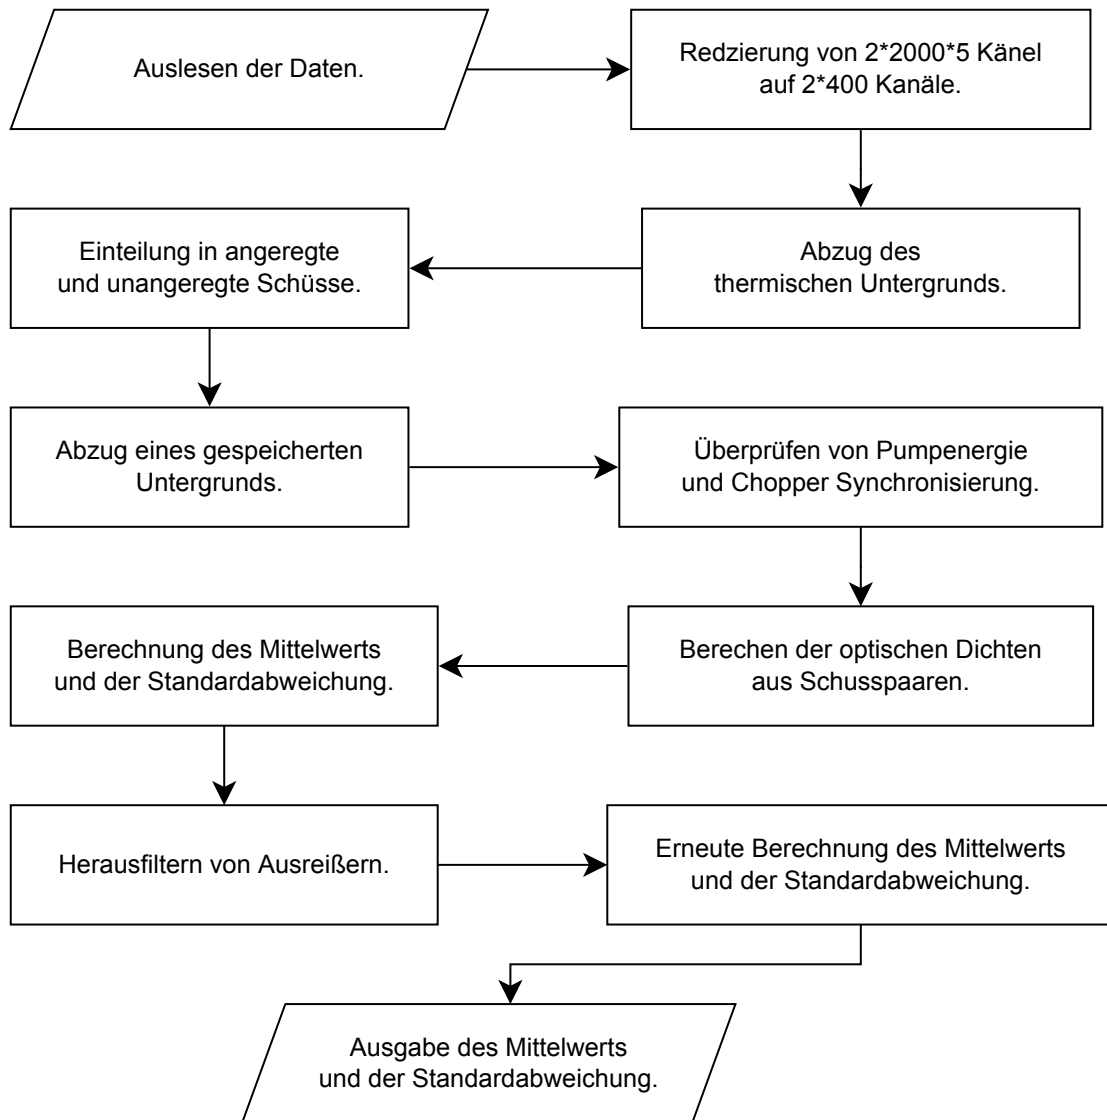 Auslesen der Daten.
Redzierung von 2*2000*5 Känel
auf 2*400 Kanäle.
Abzug des
thermischen Untergrunds.
Einteilung in angeregte
und unangeregte Schüsse.
Abzug eines gespeicherten
Untergrunds.
Überprüfen von Pumpenergie
und Chopper Synchronisierung.
Berechen der optischen Dichten
aus Schusspaaren.
Berechnung des Mittelwerts
und der Standardabweichung.
Herausfiltern von Ausreißern.
Erneute Berechnung des Mittelwerts
und der Standardabweichung.
Ausgabe des Mittelwerts
und der Standardabweichung.